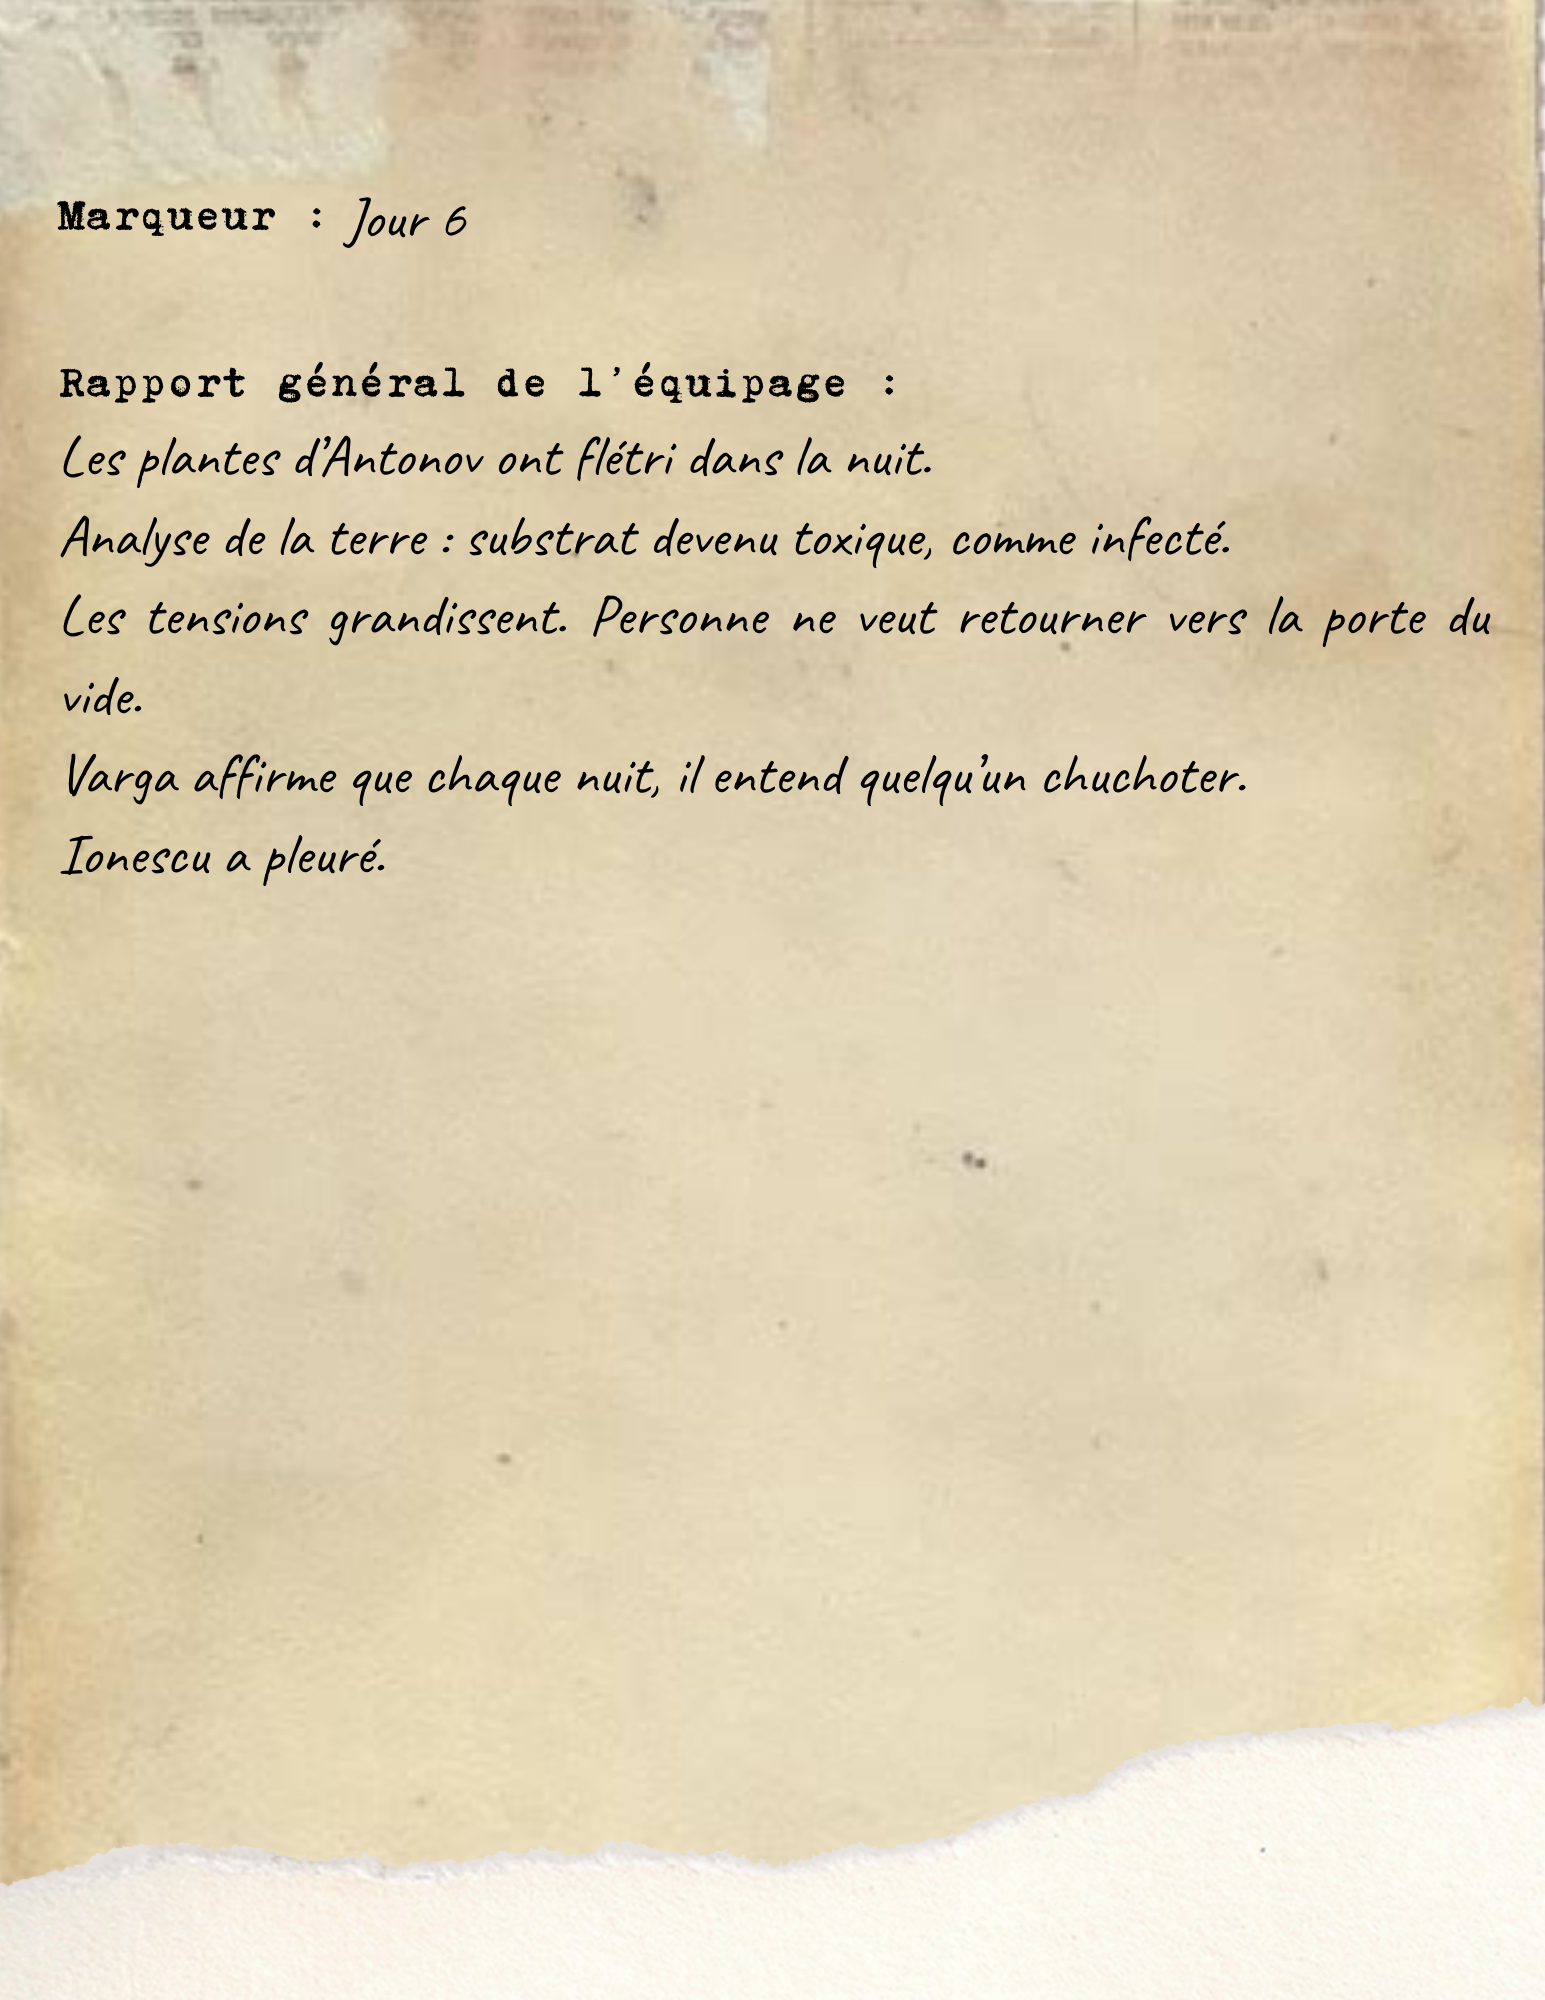 Marqueur : Jour 6
Rapport général de l'équipage :
Les plantes d'Antonov ont flétri dans la nuit.
Analyse de la terre : substrat devenu toxique, comme infecté.
Les tensions grandissent. Personne ne veut retourner vers la porte du
vide.
Varga affirme que chaque nuit, il entend quelqu'un chuchoter.
Ionescu a pleuré.